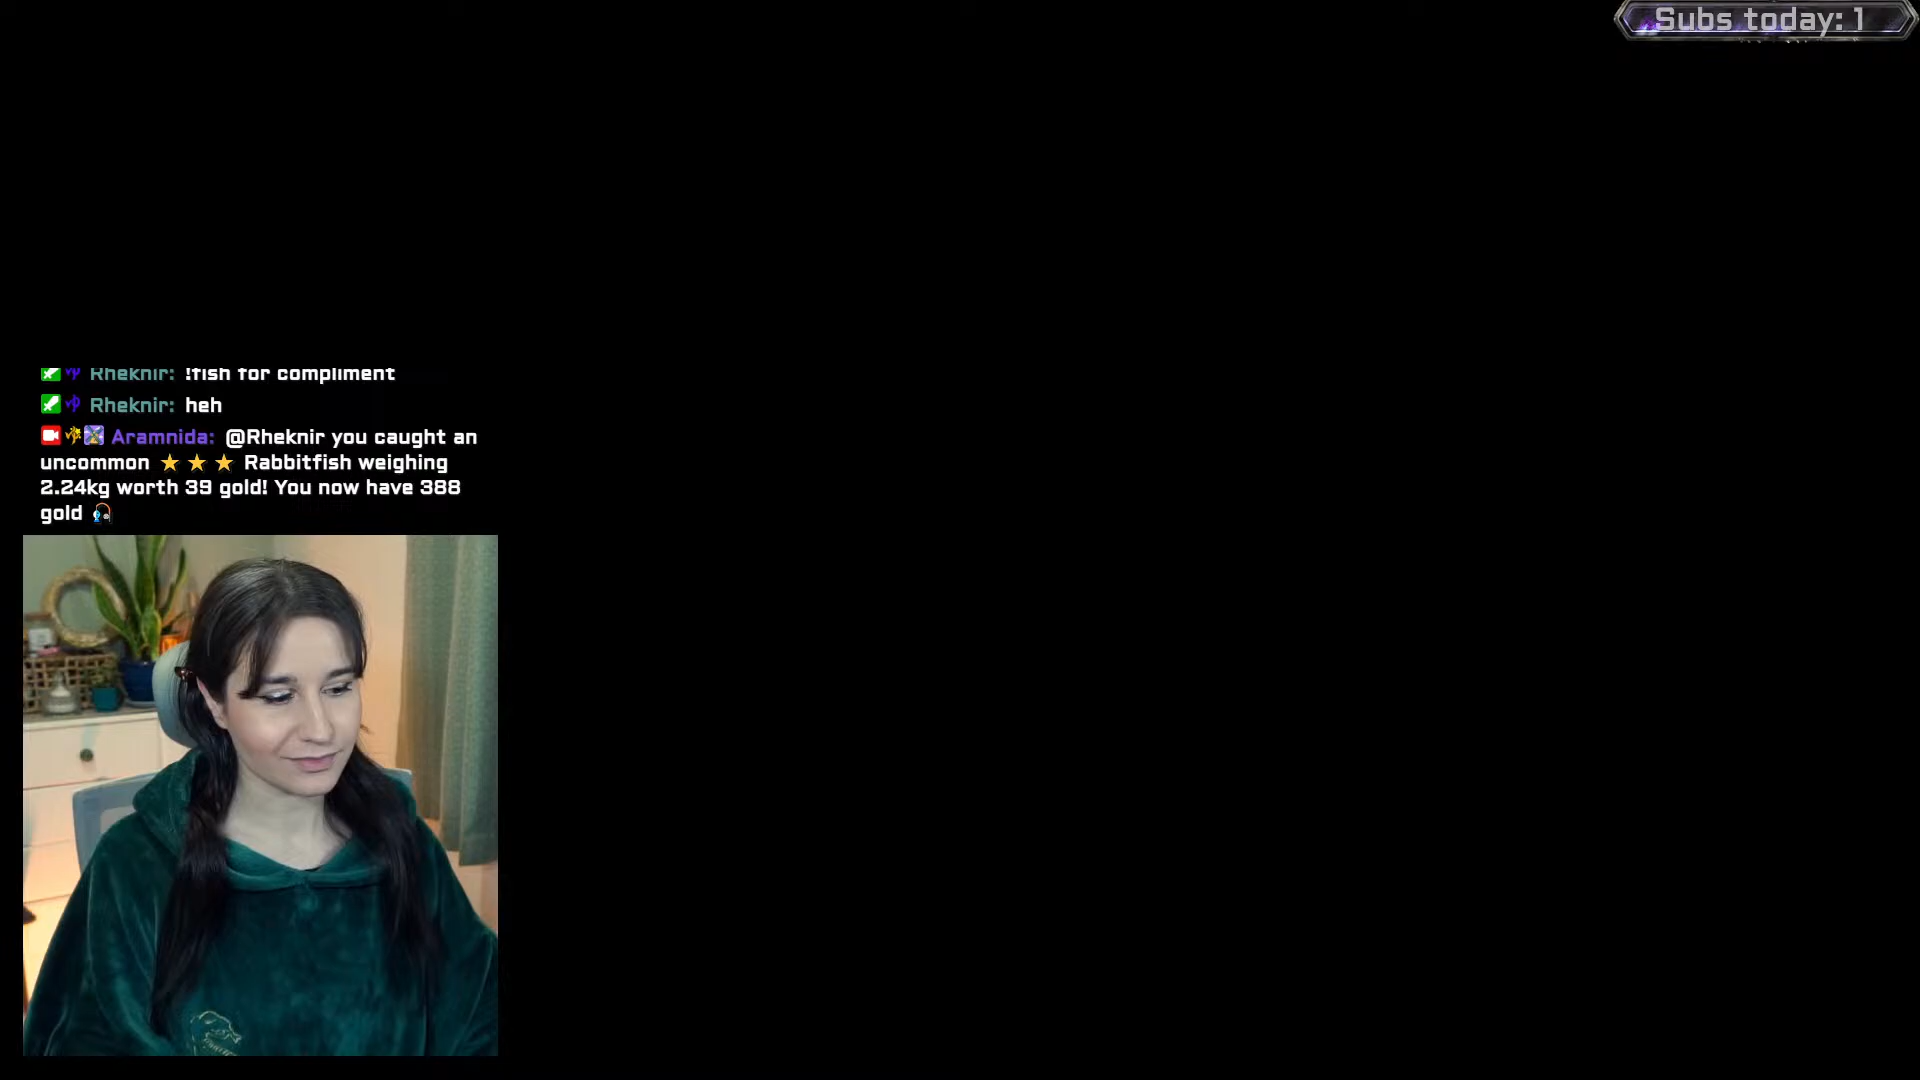 Subs today: 1
Rheknir: !fish for compliment
Rheknir: heh
Aramnida: @Rheknir you caught an
uncommon ★ ★ ★ Rabbitfish weighing
2.24kg worth 39 gold! You now have 388
gold 🎣